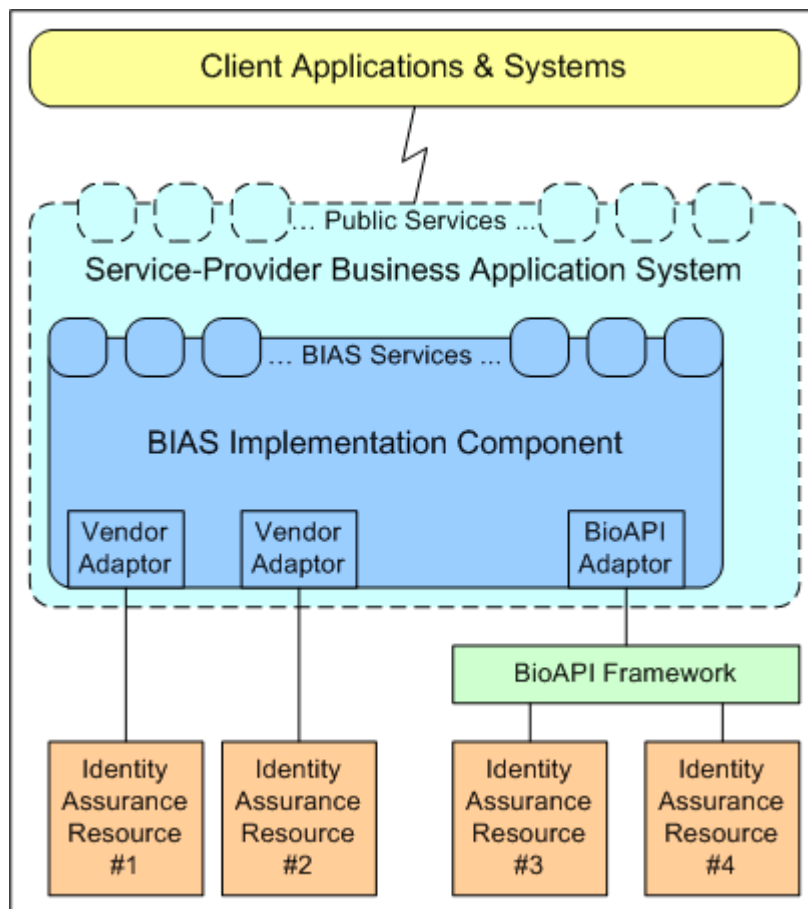 Client Applications & Systems
... Public Services ...
Service-Provider Business Application System
... BIAS Services ...
BIAS Implementation Component
Vendor
Adaptor
Vendor
Adaptor
BioAPI
Adaptor
BioAPI Framework
Identity
Assurance
Resource
#1
Identity
Assurance
Resource
#2
Identity
Assurance
Resource
#3
Identity
Assurance
Resource
#4